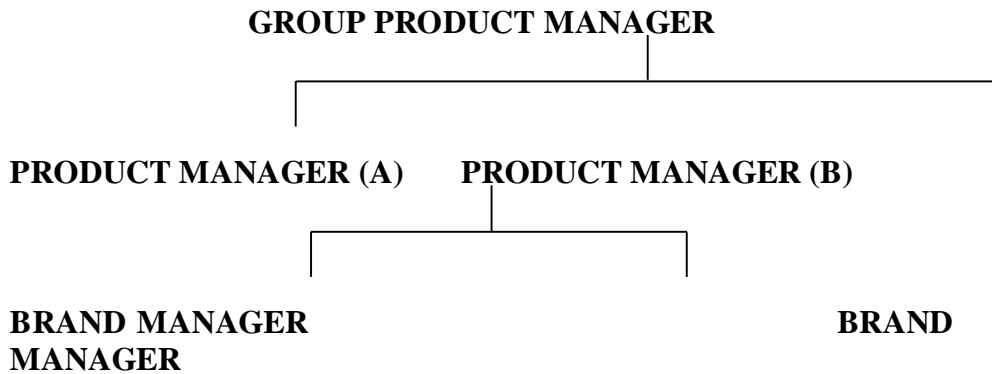 GROUP PRODUCT MANAGER
PRODUCT MANAGER (A) PRODUCT MANAGER (B)
BRAND MANAGER BRAND
MANAGER